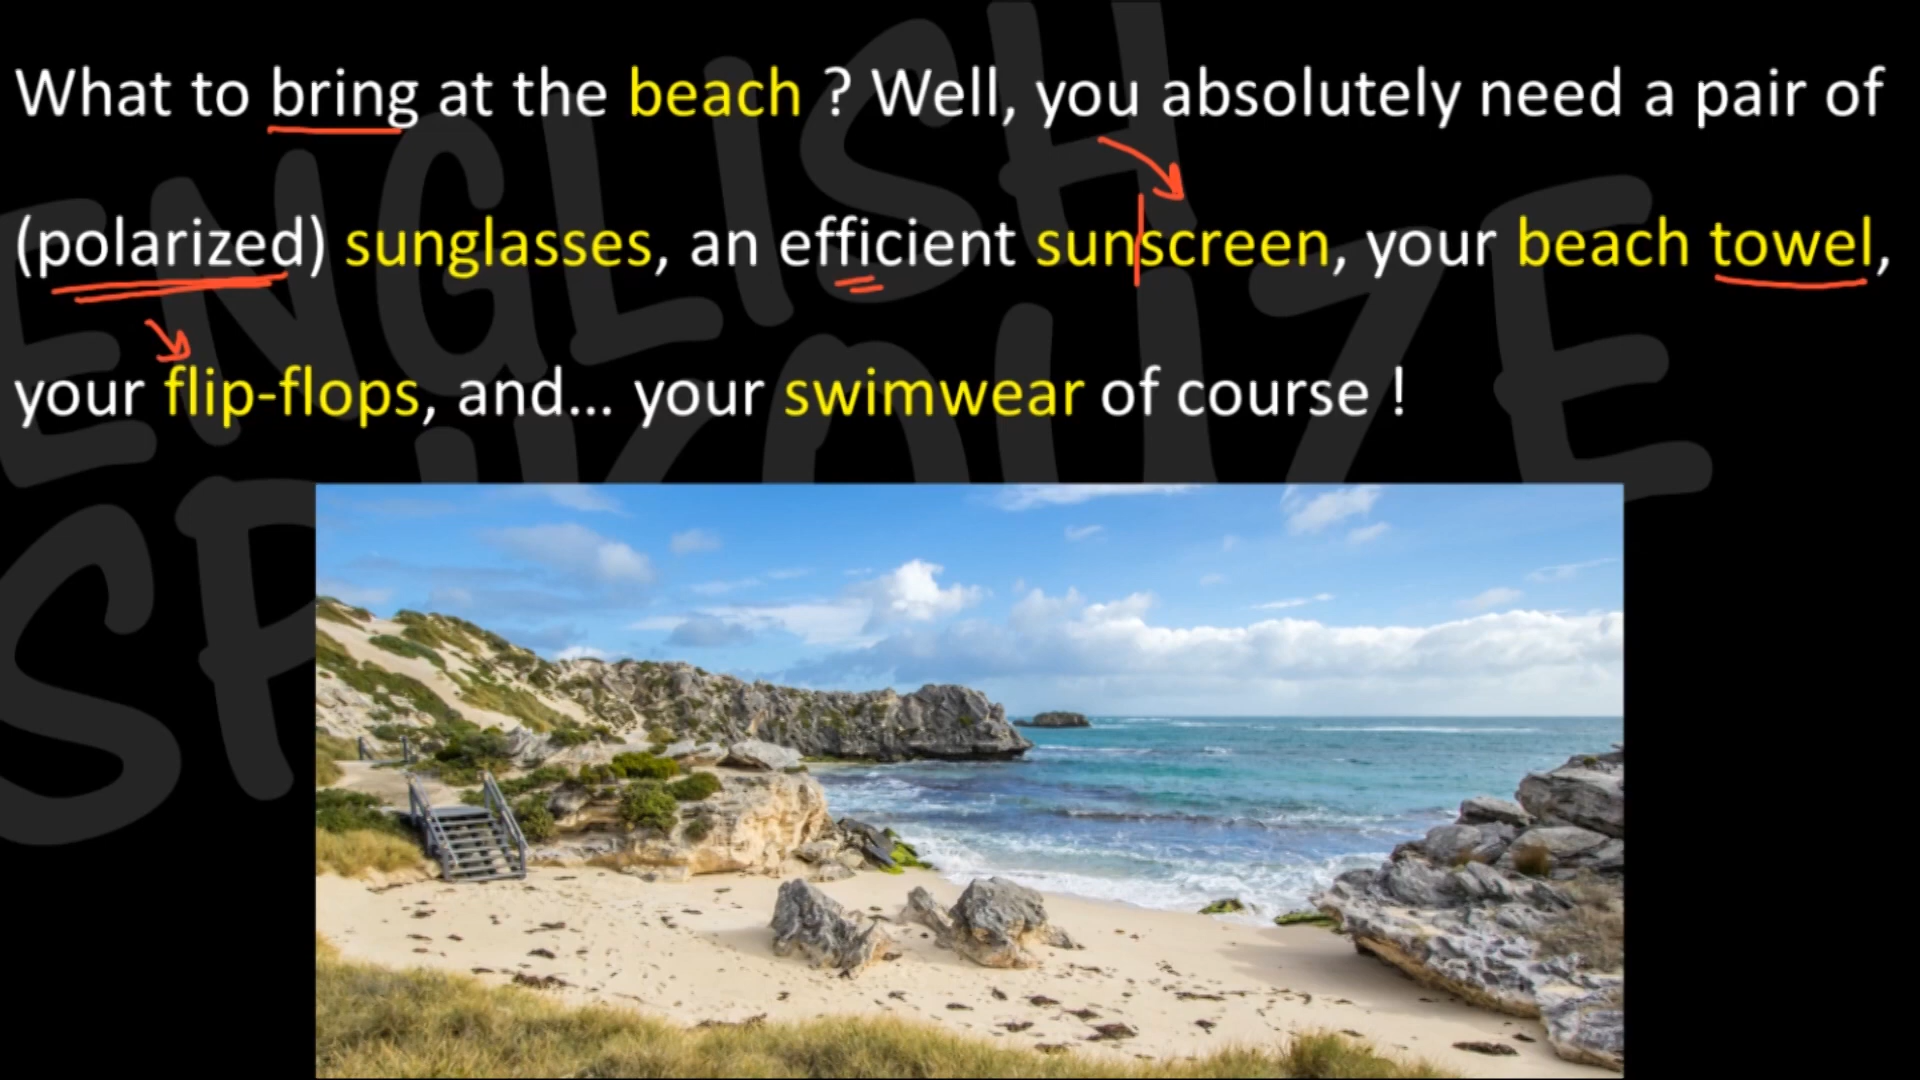 What to bring at the beach ? Well, you absolutely need a pair of
(polarized) sunglasses, an efficient sunscreen, your beach towel,
your flip-flops, and... your swimwear of course !
ENGLISH
SPIKOUZE